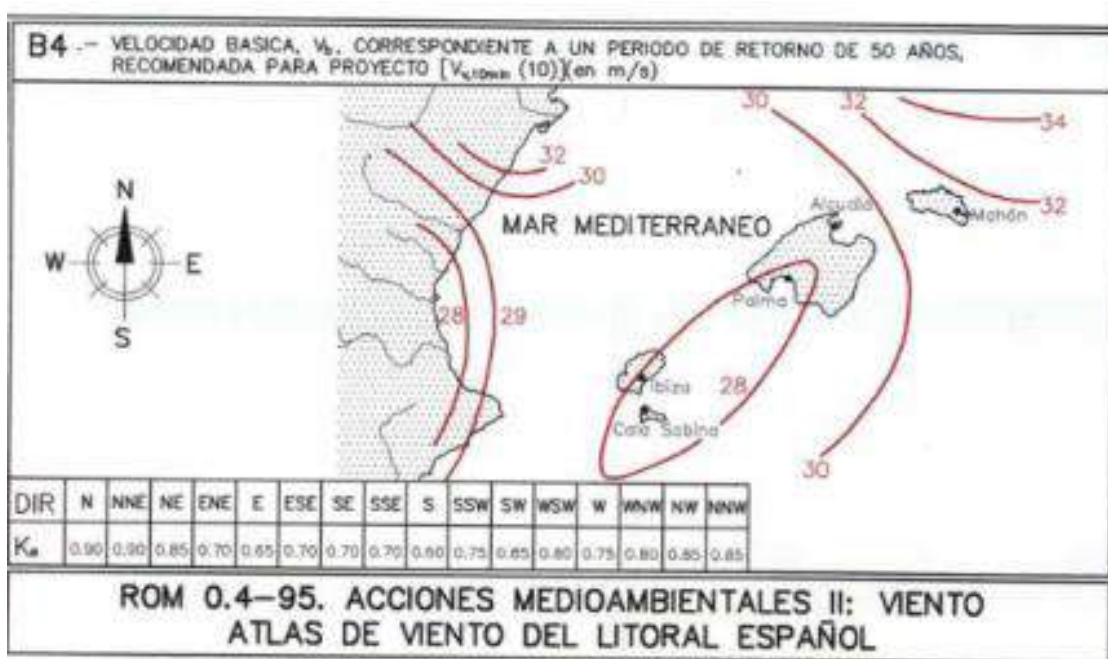 B4 .- VELOCIDAD BASICA, Vb, CORRESPONDIENTE A UN PERIODO DE RETORNO DE 50 AÑOS,
RECOMENDADA PARA PROYECTO [Vv,10min (10)](en m/s)
30 32
34
32
30
N
W E
S
MAR MEDITERRANEO
Alcudia
Mahón 32
Palma
28 29
Ibiza 28
Cala Sabina
30
DIR N NNE NE ENE E ESE SE SSE S SSW SW WSW W WNW NW NNW
0.90 0.90 0.85 0.70 0.65 0.70 0.70 0.70 0.60 0.75 0.85 0.80 0.75 0.80 0.85 0.85
ROM 0.4-95. ACCIONES MEDIOAMBIENTALES II: VIENTO
ATLAS DE VIENTO DEL LITORAL ESPAÑOL